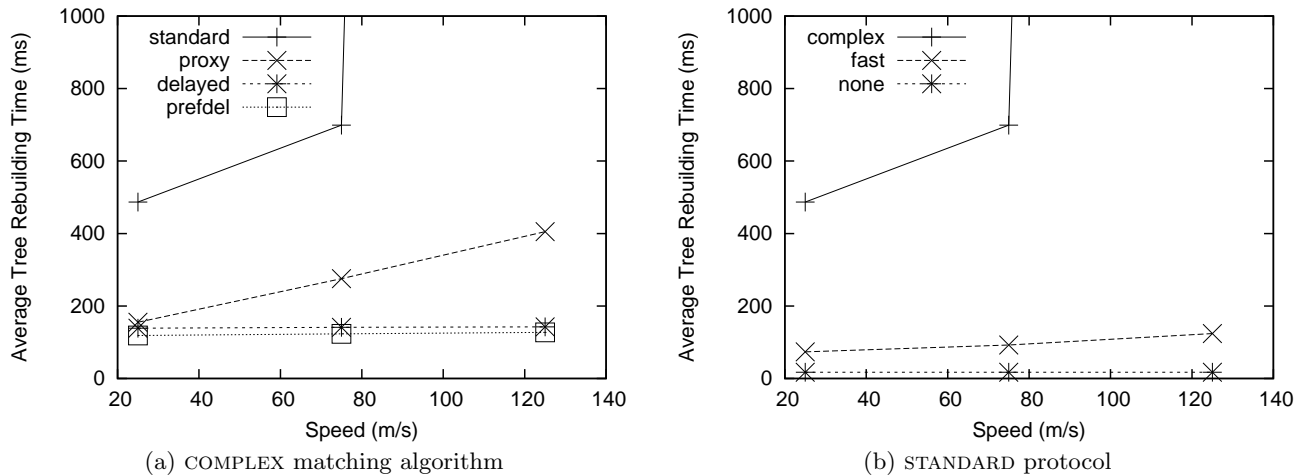 Average Tree Rebuilding Time (ms)
1000
800
600
400
200
0
standard
proxy
delayed
prefdel
20 40 60 80 100 120 140
Speed (m/s)
(a) COMPLEX matching algorithm
Average Tree Rebuilding Time (ms)
1000
800
600
400
200
0
complex
fast
none
20 40 60 80 100 120 140
Speed (m/s)
(b) STANDARD protocol